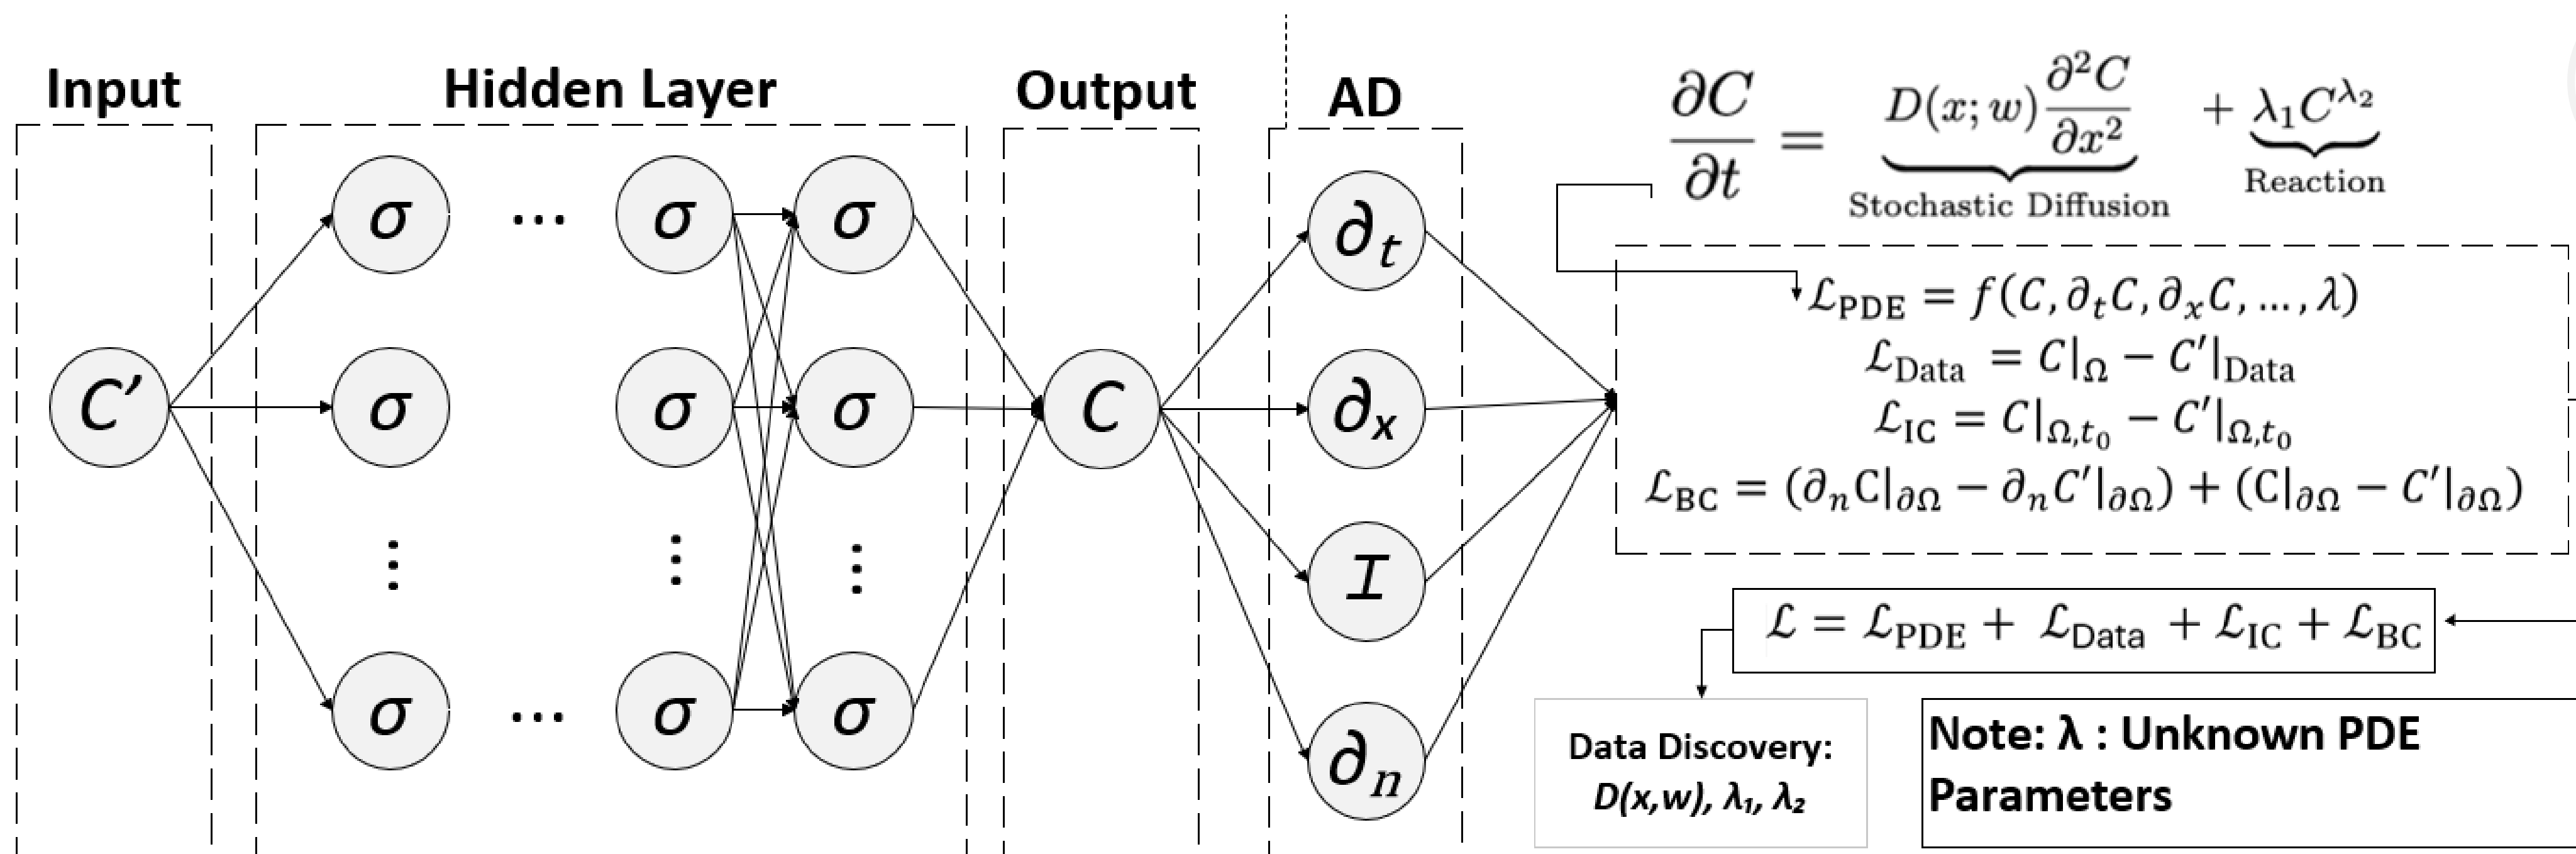 Input
Hidden Layer
Output
AD
C′
σ ... σ σ
σ σ σ
⋮ ⋮ ⋮
σ ... σ σ
C
∂t
∂x
I
∂n
∂C/∂t = D(x; w) ∂²C/∂x² + λ₁C^λ₂
Stochastic Diffusion
Reaction
ℒPDE = f(C, ∂tC, ∂xC, ..., λ)
ℒData = C|Ω − C′|Data
ℒIC = C|Ω,t₀ − C′|Ω,t₀
ℒBC = (∂nC|∂Ω − ∂nC′|∂Ω) + (C|∂Ω − C′|∂Ω)
ℒ = ℒPDE + ℒData + ℒIC + ℒBC
Data Discovery:
D(x,w), λ₁, λ₂
Note: λ : Unknown PDE
Parameters